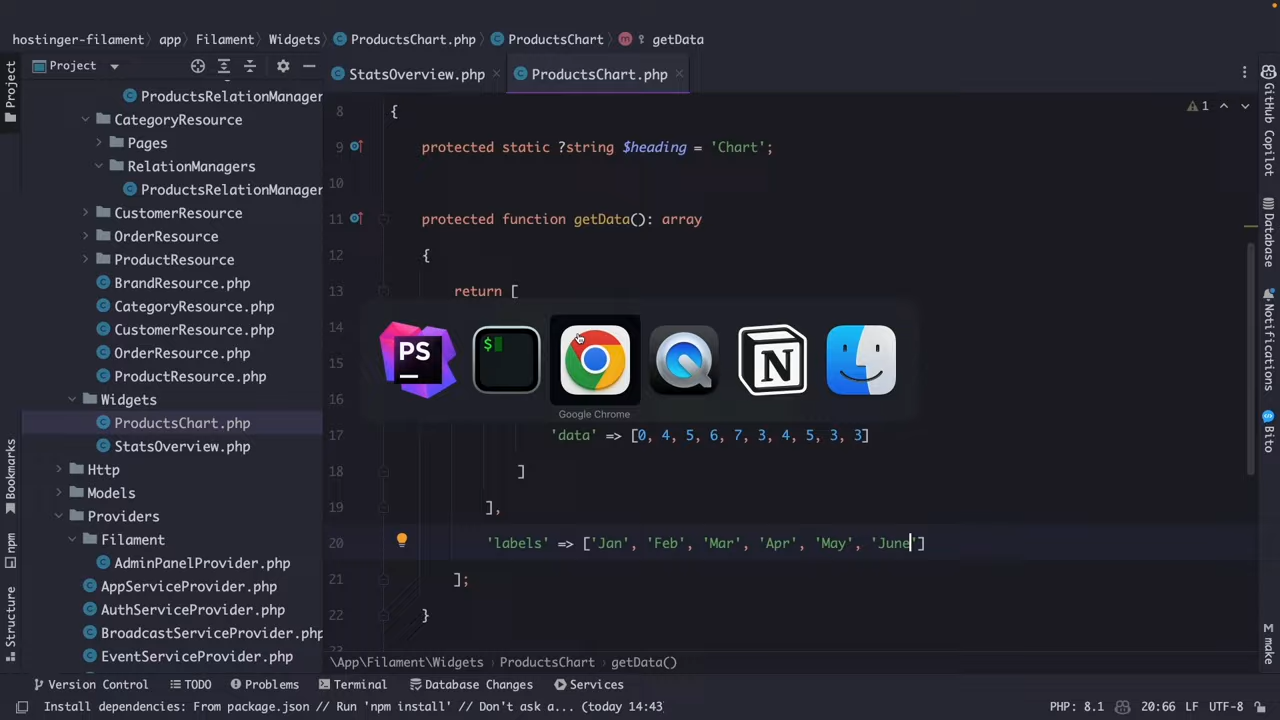 hostinger-filament app Filament Widgets ProductsChart.php ProductsChart m getData
Project
StatsOverview.php
ProductsChart.php
Project
ProductsRelationManager
CategoryResource
Pages
RelationManagers
ProductsRelationManager
CustomerResource
OrderResource
ProductResource
BrandResource.php
CategoryResource.php
CustomerResource.php
OrderResource.php
ProductResource.php
Widgets
ProductsChart.php
StatsOverview.php
Http
Models
Providers
Filament
AdminPanelProvider.php
AppServiceProvider.php
AuthServiceProvider.php
BroadcastServiceProvider.php
EventServiceProvider.php
Bookmarks
npm
Structure
8 {
9 protected static ?string $heading = 'Chart';
10
11 protected function getData(): array
12 {
13 return [
14
15
16
17 'data' => [0, 4, 5, 6, 7, 3, 4, 5, 3, 3]
18 ]
19 ],
20 'labels' => ['Jan', 'Feb', 'Mar', 'Apr', 'May', 'June']
21 ];
22 }
1
PS
$
N
Google Chrome
GitHub Copilot
Database
Notifications
Bito
M make
\App\Filament\Widgets ProductsChart getData()
Version Control TODO Problems Terminal Database Changes Services
Install dependencies: From package.json // Run 'npm install' // Don't ask a... (today 14:43) PHP: 8.1 20:66 LF UTF-8